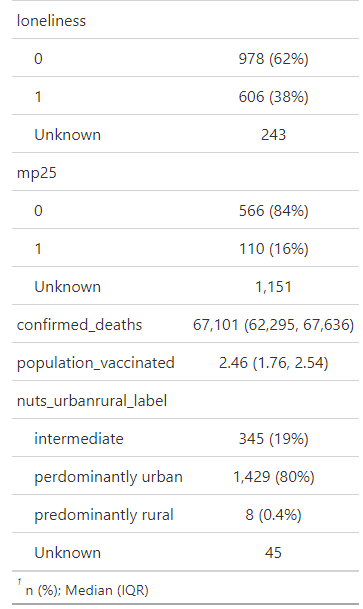 loneliness
0 978 (62%)
1 606 (38%)
Unknown 243
mp25
0 566 (84%)
1 110 (16%)
Unknown 1,151
confirmed_deaths 67,101 (62,295, 67,636)
population_vaccinated 2.46 (1.76, 2.54)
nuts_urbanrural_label
intermediate 345 (19%)
perdominantly urban 1,429 (80%)
predominantly rural 8 (0.4%)
Unknown 45
1 n (%); Median (IQR)